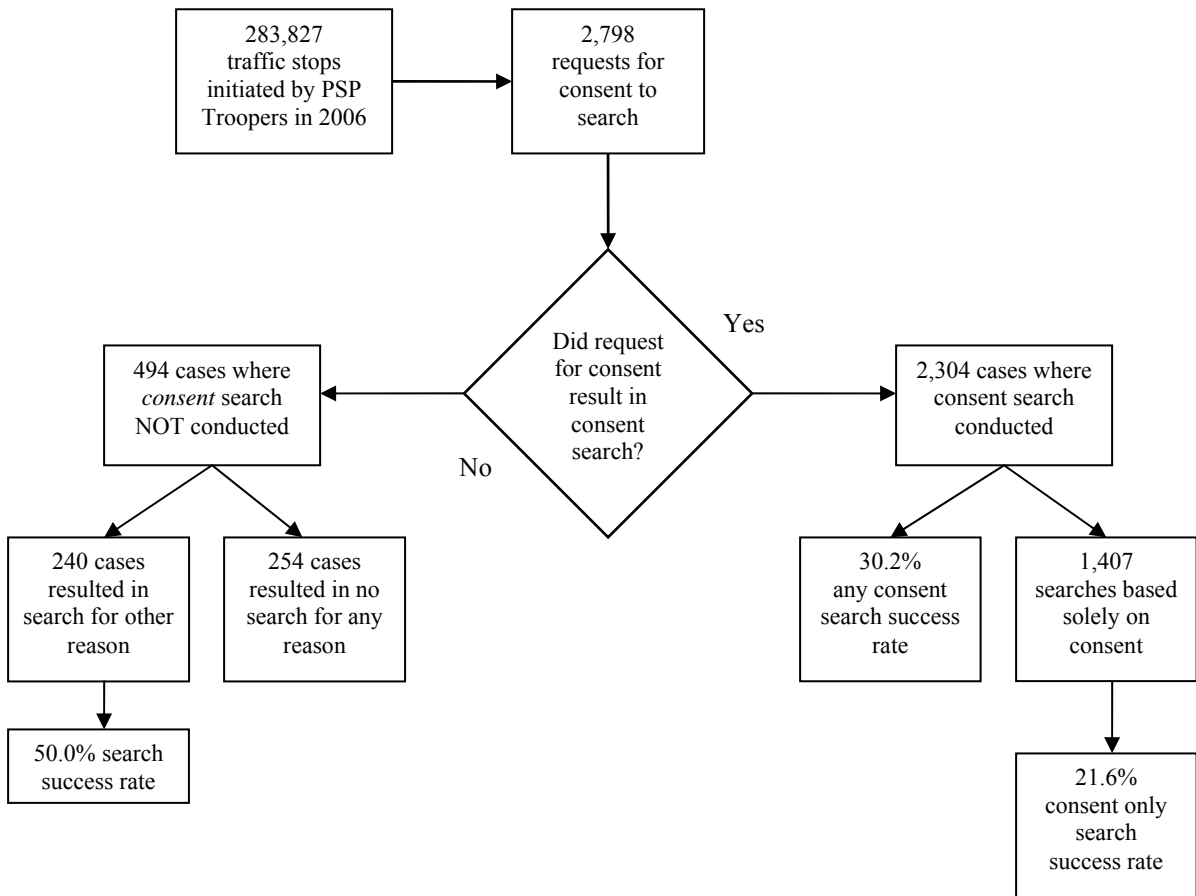 283,827
traffic stops
initiated by PSP
Troopers in 2006
2,798
requests for
consent to
search
Did request
for consent
result in
consent
search?
Yes
No
494 cases where
consent search
NOT conducted
2,304 cases where
consent search
conducted
240 cases
resulted in
search for other
reason
254 cases
resulted in no
search for any
reason
30.2%
any consent
search success
rate
1,407
searches based
solely on
consent
50.0% search
success rate
21.6%
consent only
search
success rate